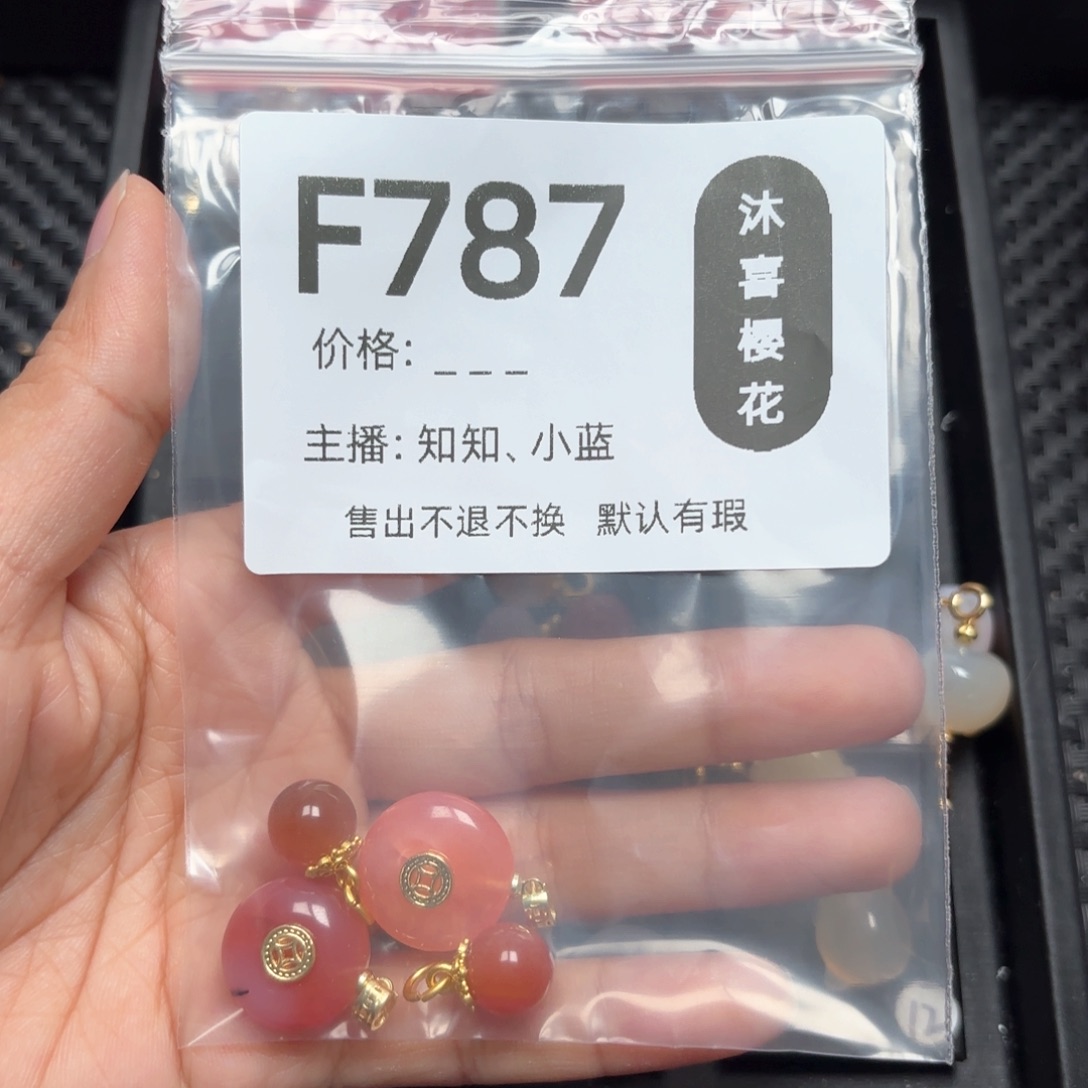 F787
沐喜樱花
价格：_ _ _
主播：知知、小蓝
售出不退不换 默认有瑕
12